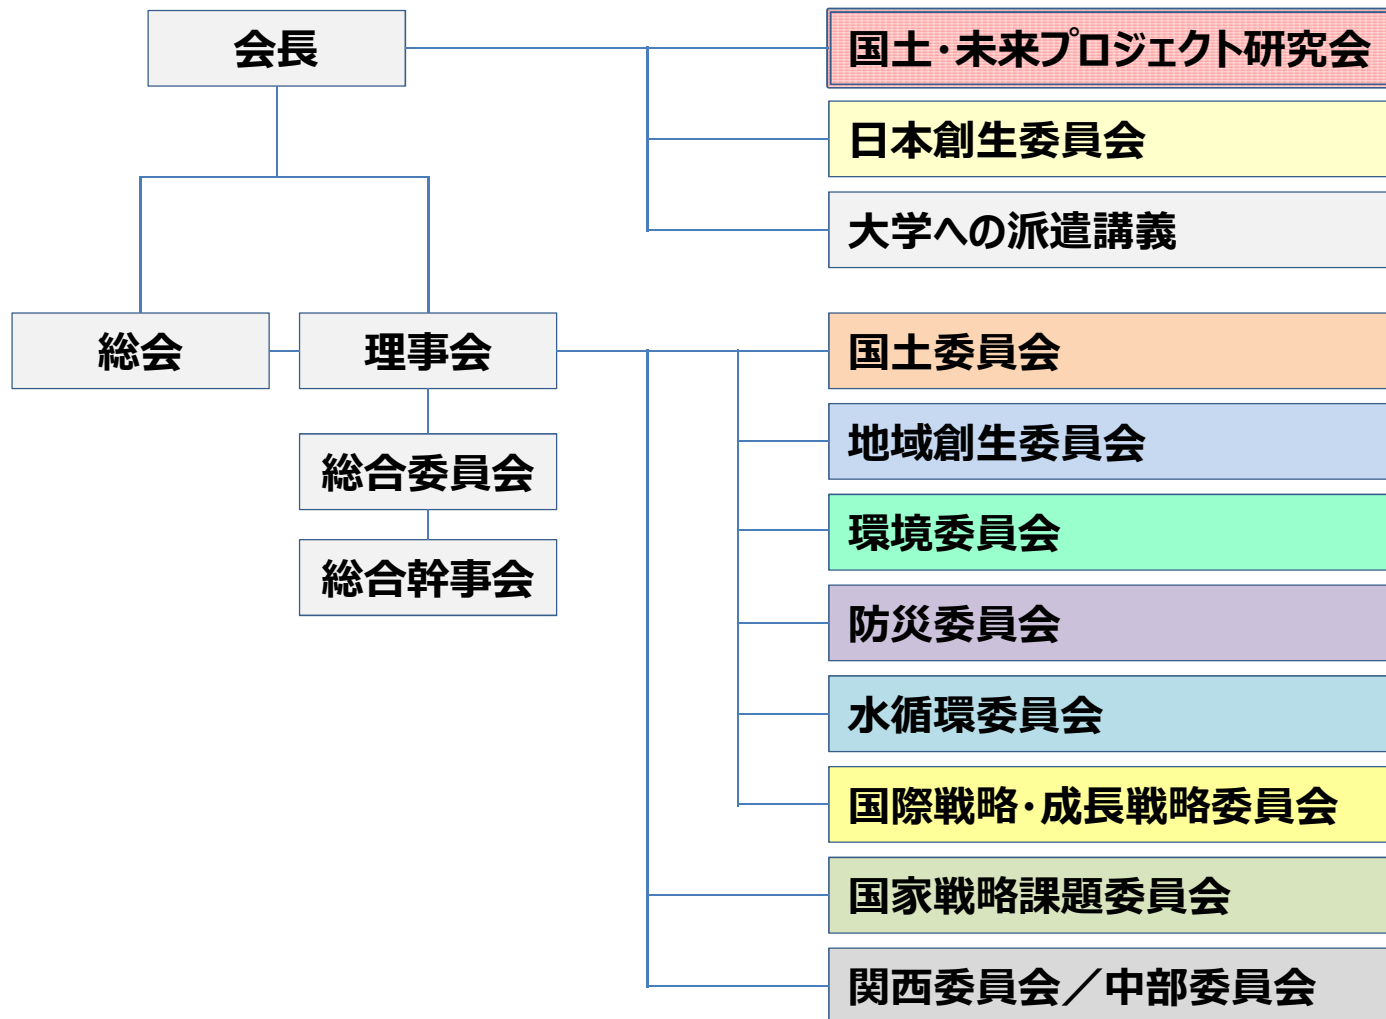 会長
国土・未来プロジェクト研究会
日本創生委員会
大学への派遣講義
総会
理事会
国土委員会
地域創生委員会
総合委員会
環境委員会
総合幹事会
防災委員会
水循環委員会
国際戦略・成長戦略委員会
国家戦略課題委員会
関西委員会／中部委員会